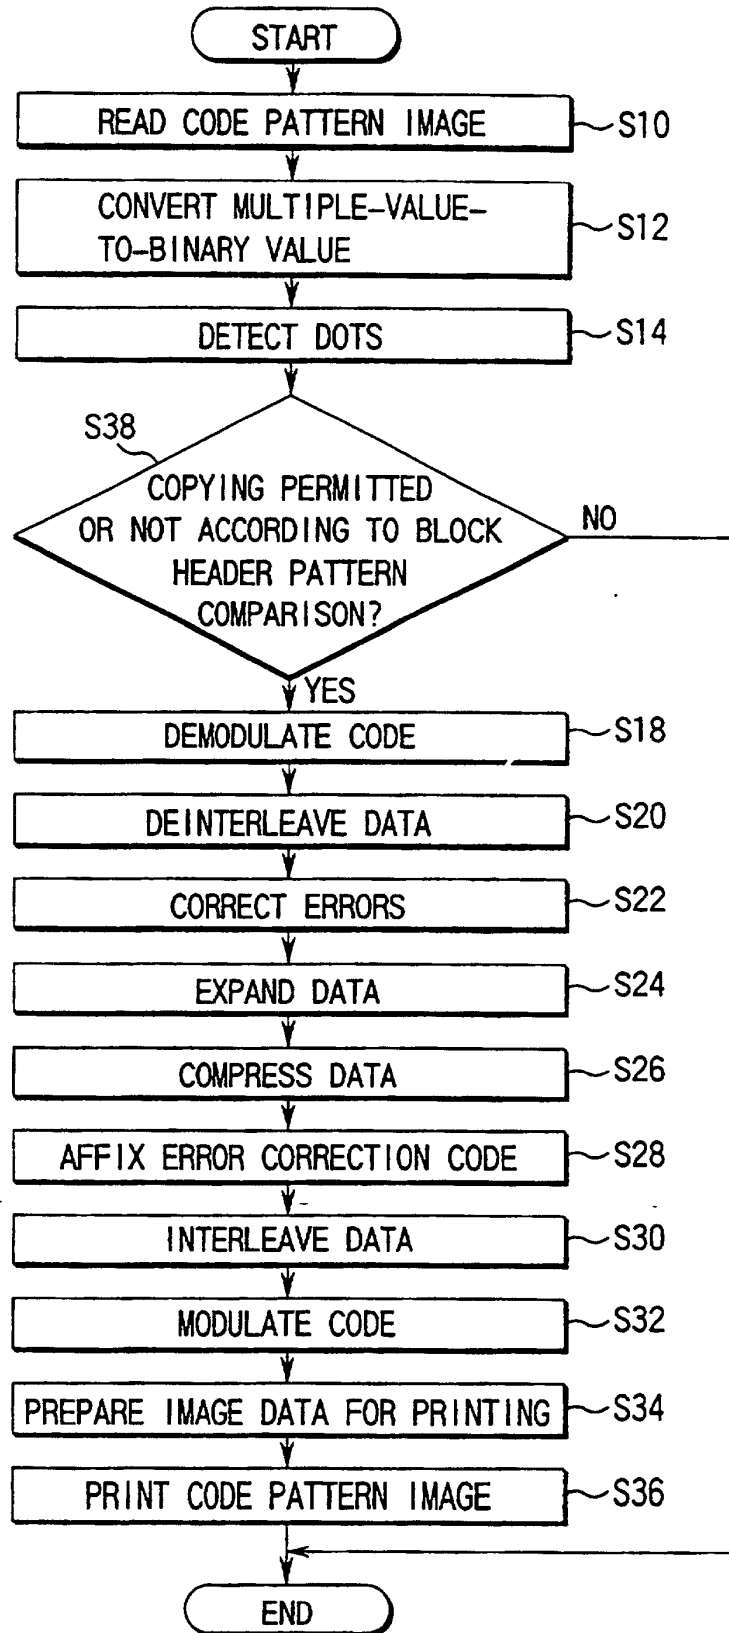 START
READ CODE PATTERN IMAGE
S10
CONVERT MULTIPLE-VALUE-
TO-BINARY VALUE
S12
DETECT DOTS
S14
S38
COPYING PERMITTED
OR NOT ACCORDING TO BLOCK
HEADER PATTERN
COMPARISON?
NO
YES
DEMODULATE CODE
S18
DEINTERLEAVE DATA
S20
CORRECT ERRORS
S22
EXPAND DATA
S24
COMPRESS DATA
S26
AFFIX ERROR CORRECTION CODE
S28
INTERLEAVE DATA
S30
MODULATE CODE
S32
PREPARE IMAGE DATA FOR PRINTING
S34
PRINT CODE PATTERN IMAGE
S36
END